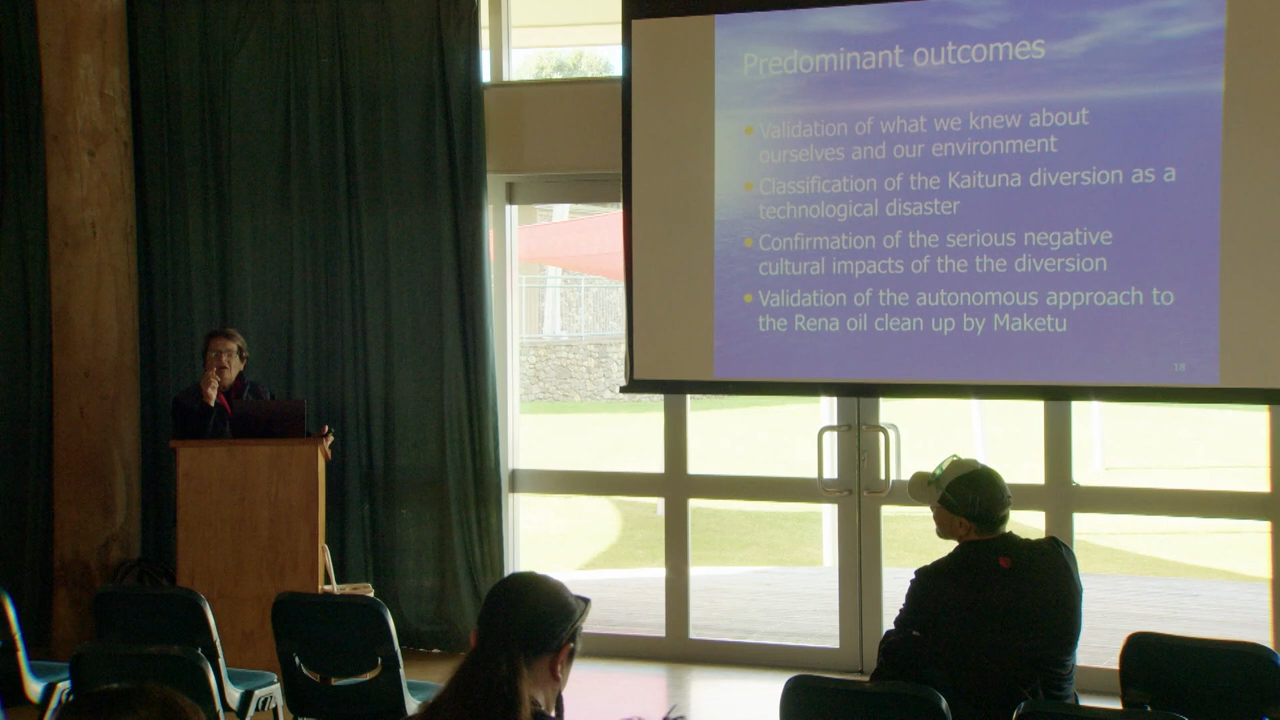 Predominant outcomes
• Validation of what we knew about
ourselves and our environment
• Classification of the Kaituna diversion as a
technological disaster
• Confirmation of the serious negative
cultural impacts of the the diversion
• Validation of the autonomous approach to
the Rena oil clean up by Maketu
18